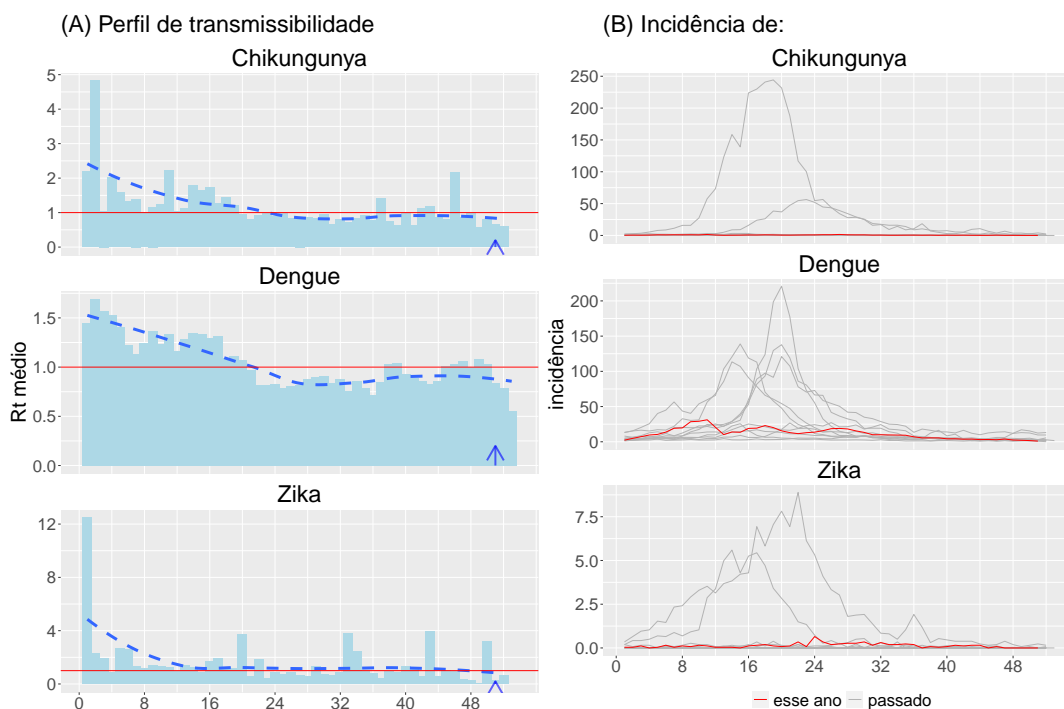 (A) Perfil de transmissibilidade
Chikungunya
5
4
3
2
1
0
Dengue
1.5
1.0
0.5
0.0
Rt médio
Zika
12
8
4
0
0 8 16 24 32 40 48
(B) Incidência de:
Chikungunya
250
200
150
100
50
0
Dengue
200
150
100
50
0
incidência
Zika
7.5
5.0
2.5
0.0
0 8 16 24 32 40 48
esse ano passado